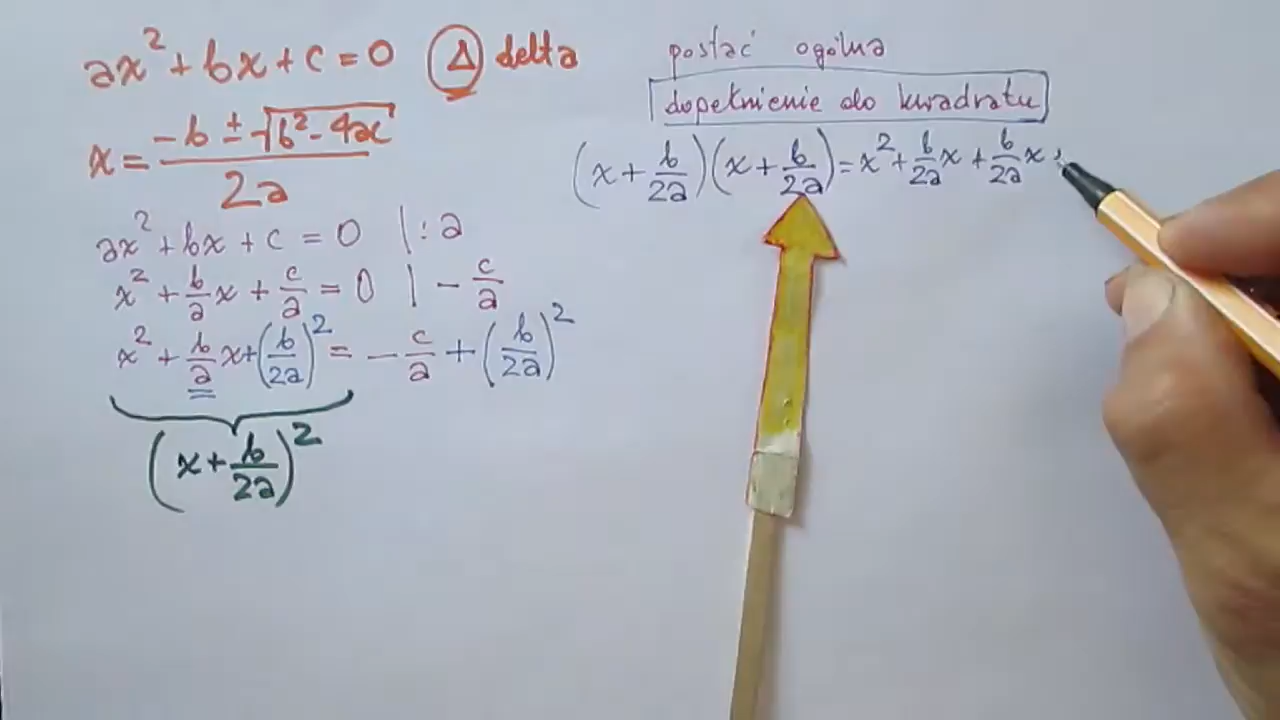 ax² + bx + c = 0 Δ delta
x = (-b ± √(b² - 4ac)) / 2a
ax² + bx + c = 0 | : a
x² + b/a x + c/a = 0 | - c/a
x² + b/a x + (b/2a)² = - c/a + (b/2a)²
(x + b/2a)²
postać ogólna
dopełnienie do kwadratu
(x + b/2a)(x + b/2a) = x² + b/2a x + b/2a x